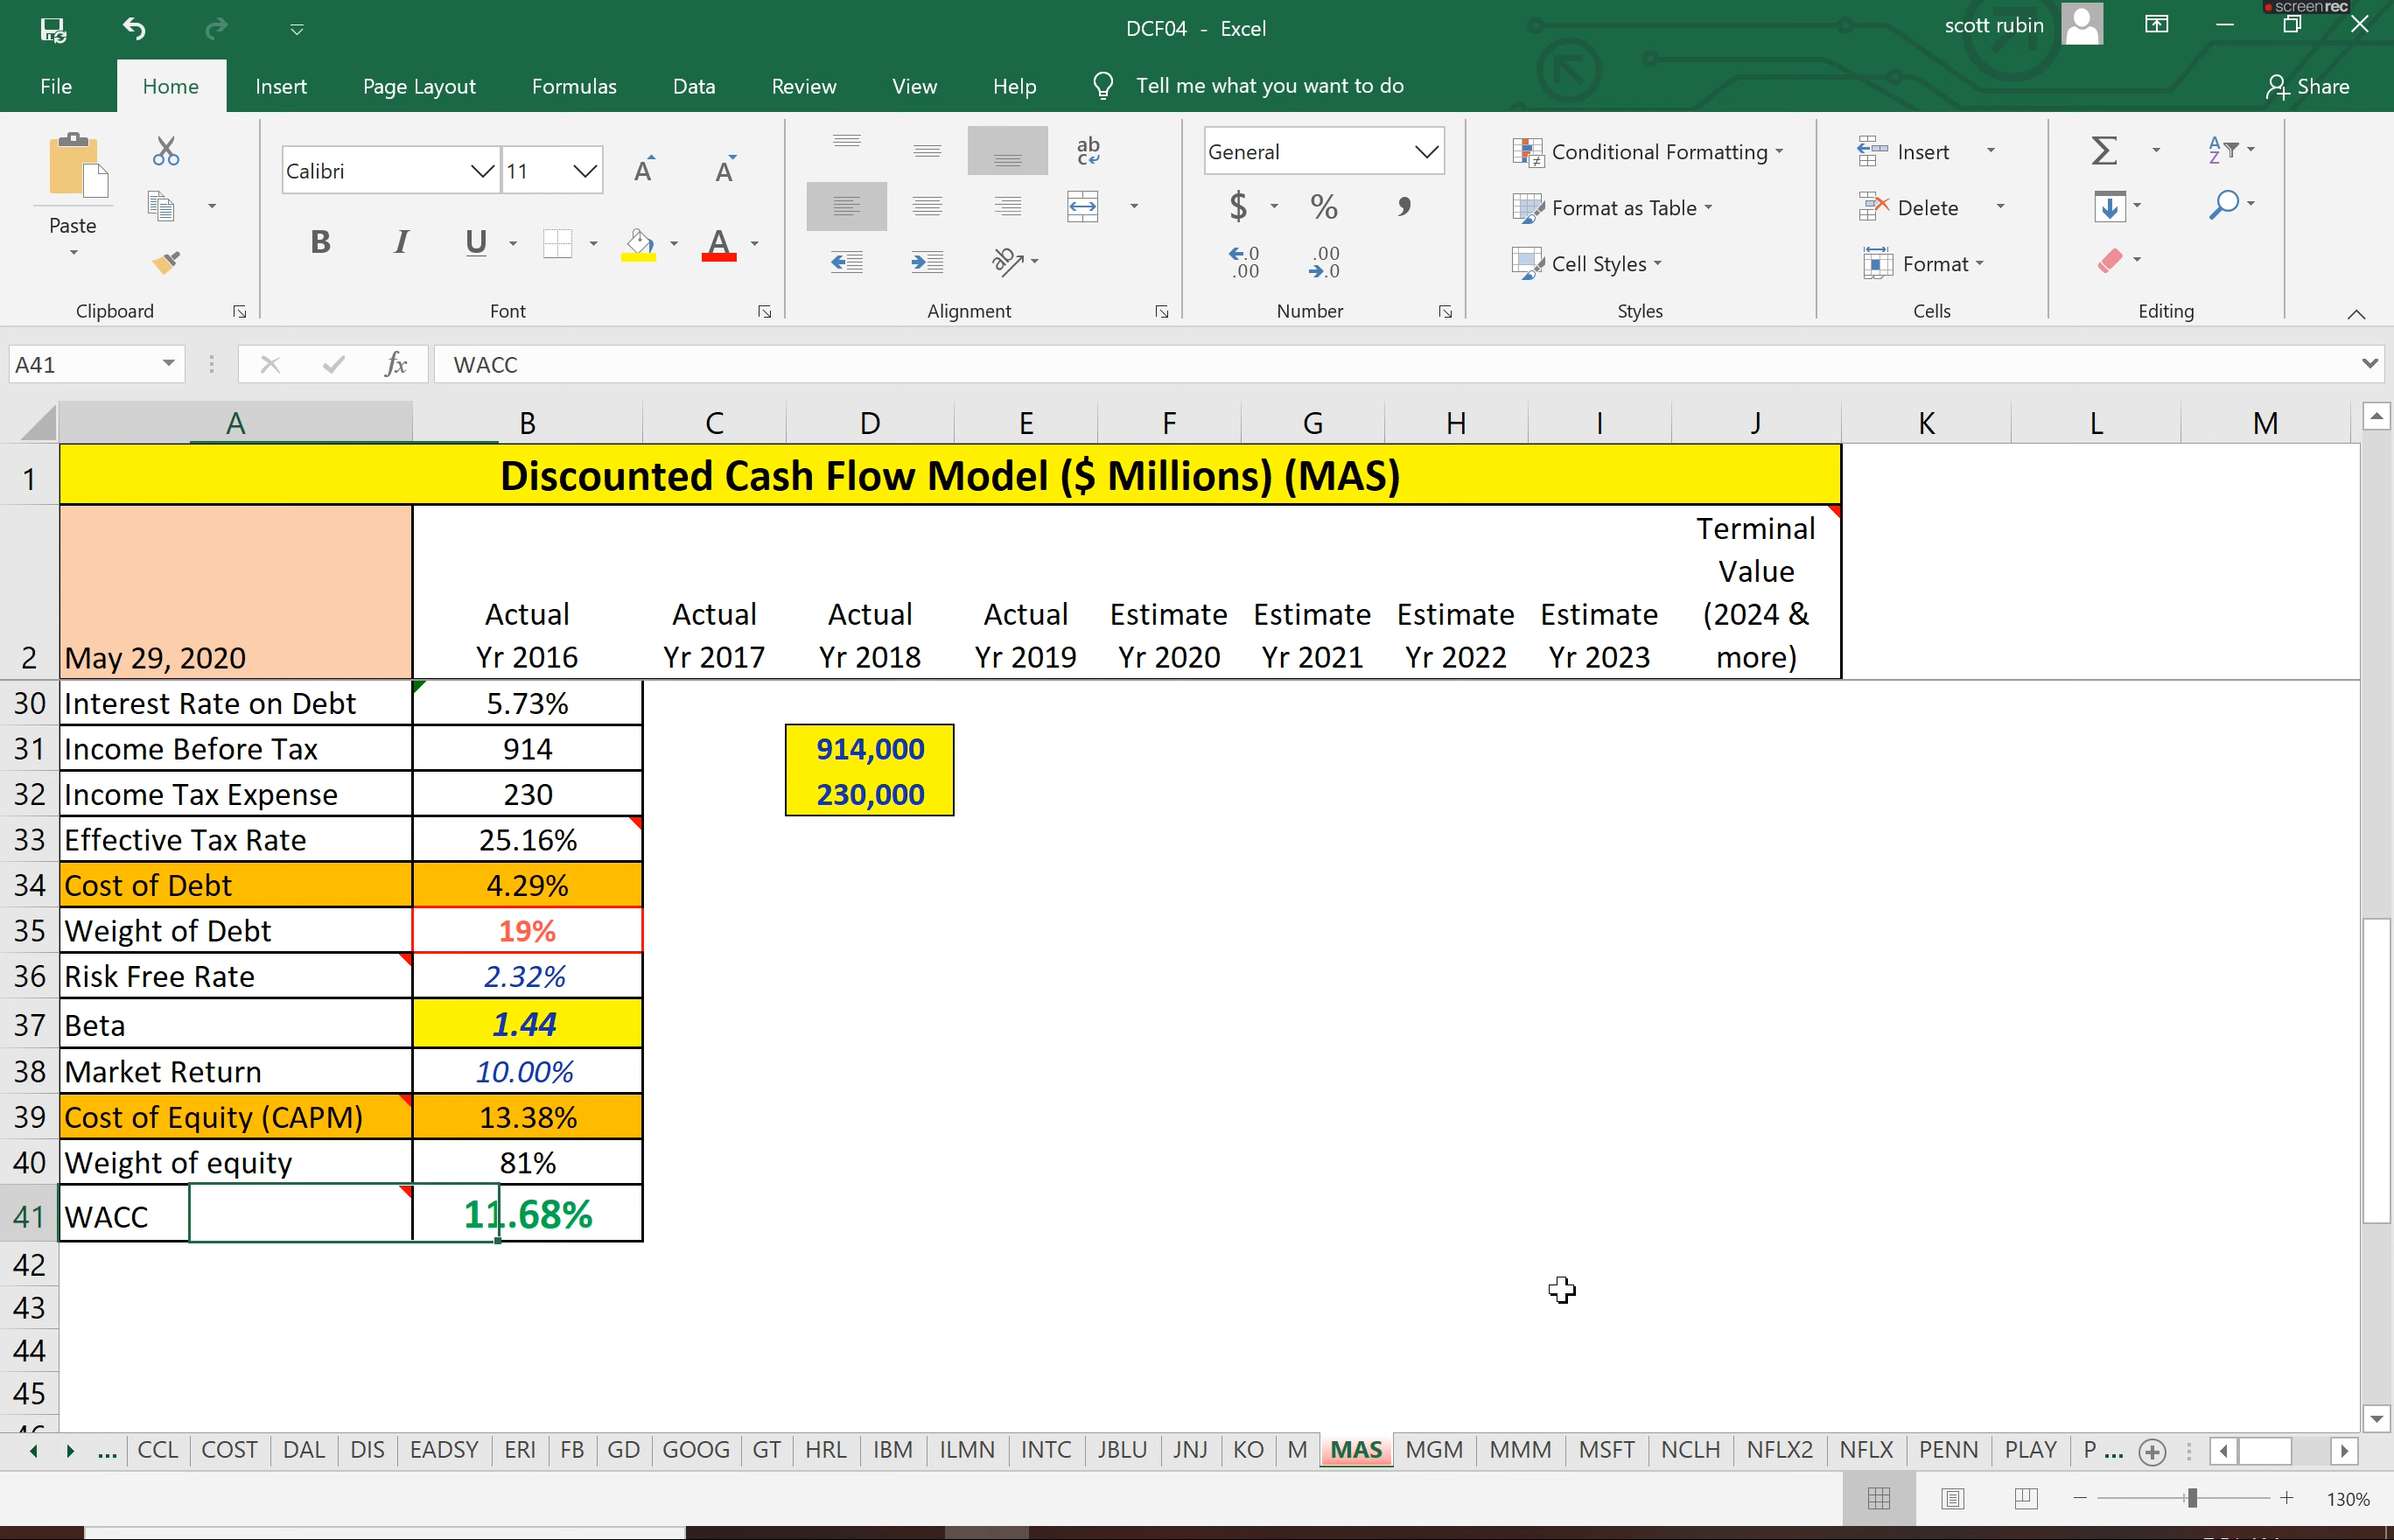 DCF04 - Excel
scott rubin
screenrec
File Home Insert Page Layout Formulas Data Review View Help Tell me what you want to do Share
Paste
Calibri 11
General
Conditional Formatting
Format as Table
Cell Styles
Insert
Delete
Format
Clipboard Font Alignment Number Styles Cells Editing
A41 fx WACC
A B C D E F G H I J K L M
1 Discounted Cash Flow Model ($ Millions) (MAS)
2 May 29, 2020
Actual Yr 2016
Actual Yr 2017
Actual Yr 2018
Actual Yr 2019
Estimate Yr 2020
Estimate Yr 2021
Estimate Yr 2022
Estimate Yr 2023
Terminal Value (2024 & more)
30 Interest Rate on Debt 5.73%
31 Income Before Tax 914 914,000
32 Income Tax Expense 230 230,000
33 Effective Tax Rate 25.16%
34 Cost of Debt 4.29%
35 Weight of Debt 19%
36 Risk Free Rate 2.32%
37 Beta 1.44
38 Market Return 10.00%
39 Cost of Equity (CAPM) 13.38%
40 Weight of equity 81%
41 WACC 11.68%
42
43
44
45
... CCL COST DAL DIS EADSY ERI FB GD GOOG GT HRL IBM ILMN INTC JBLU JNJ KO M MAS MGM MMM MSFT NCLH NFLX2 NFLX PENN PLAY P ...
130%